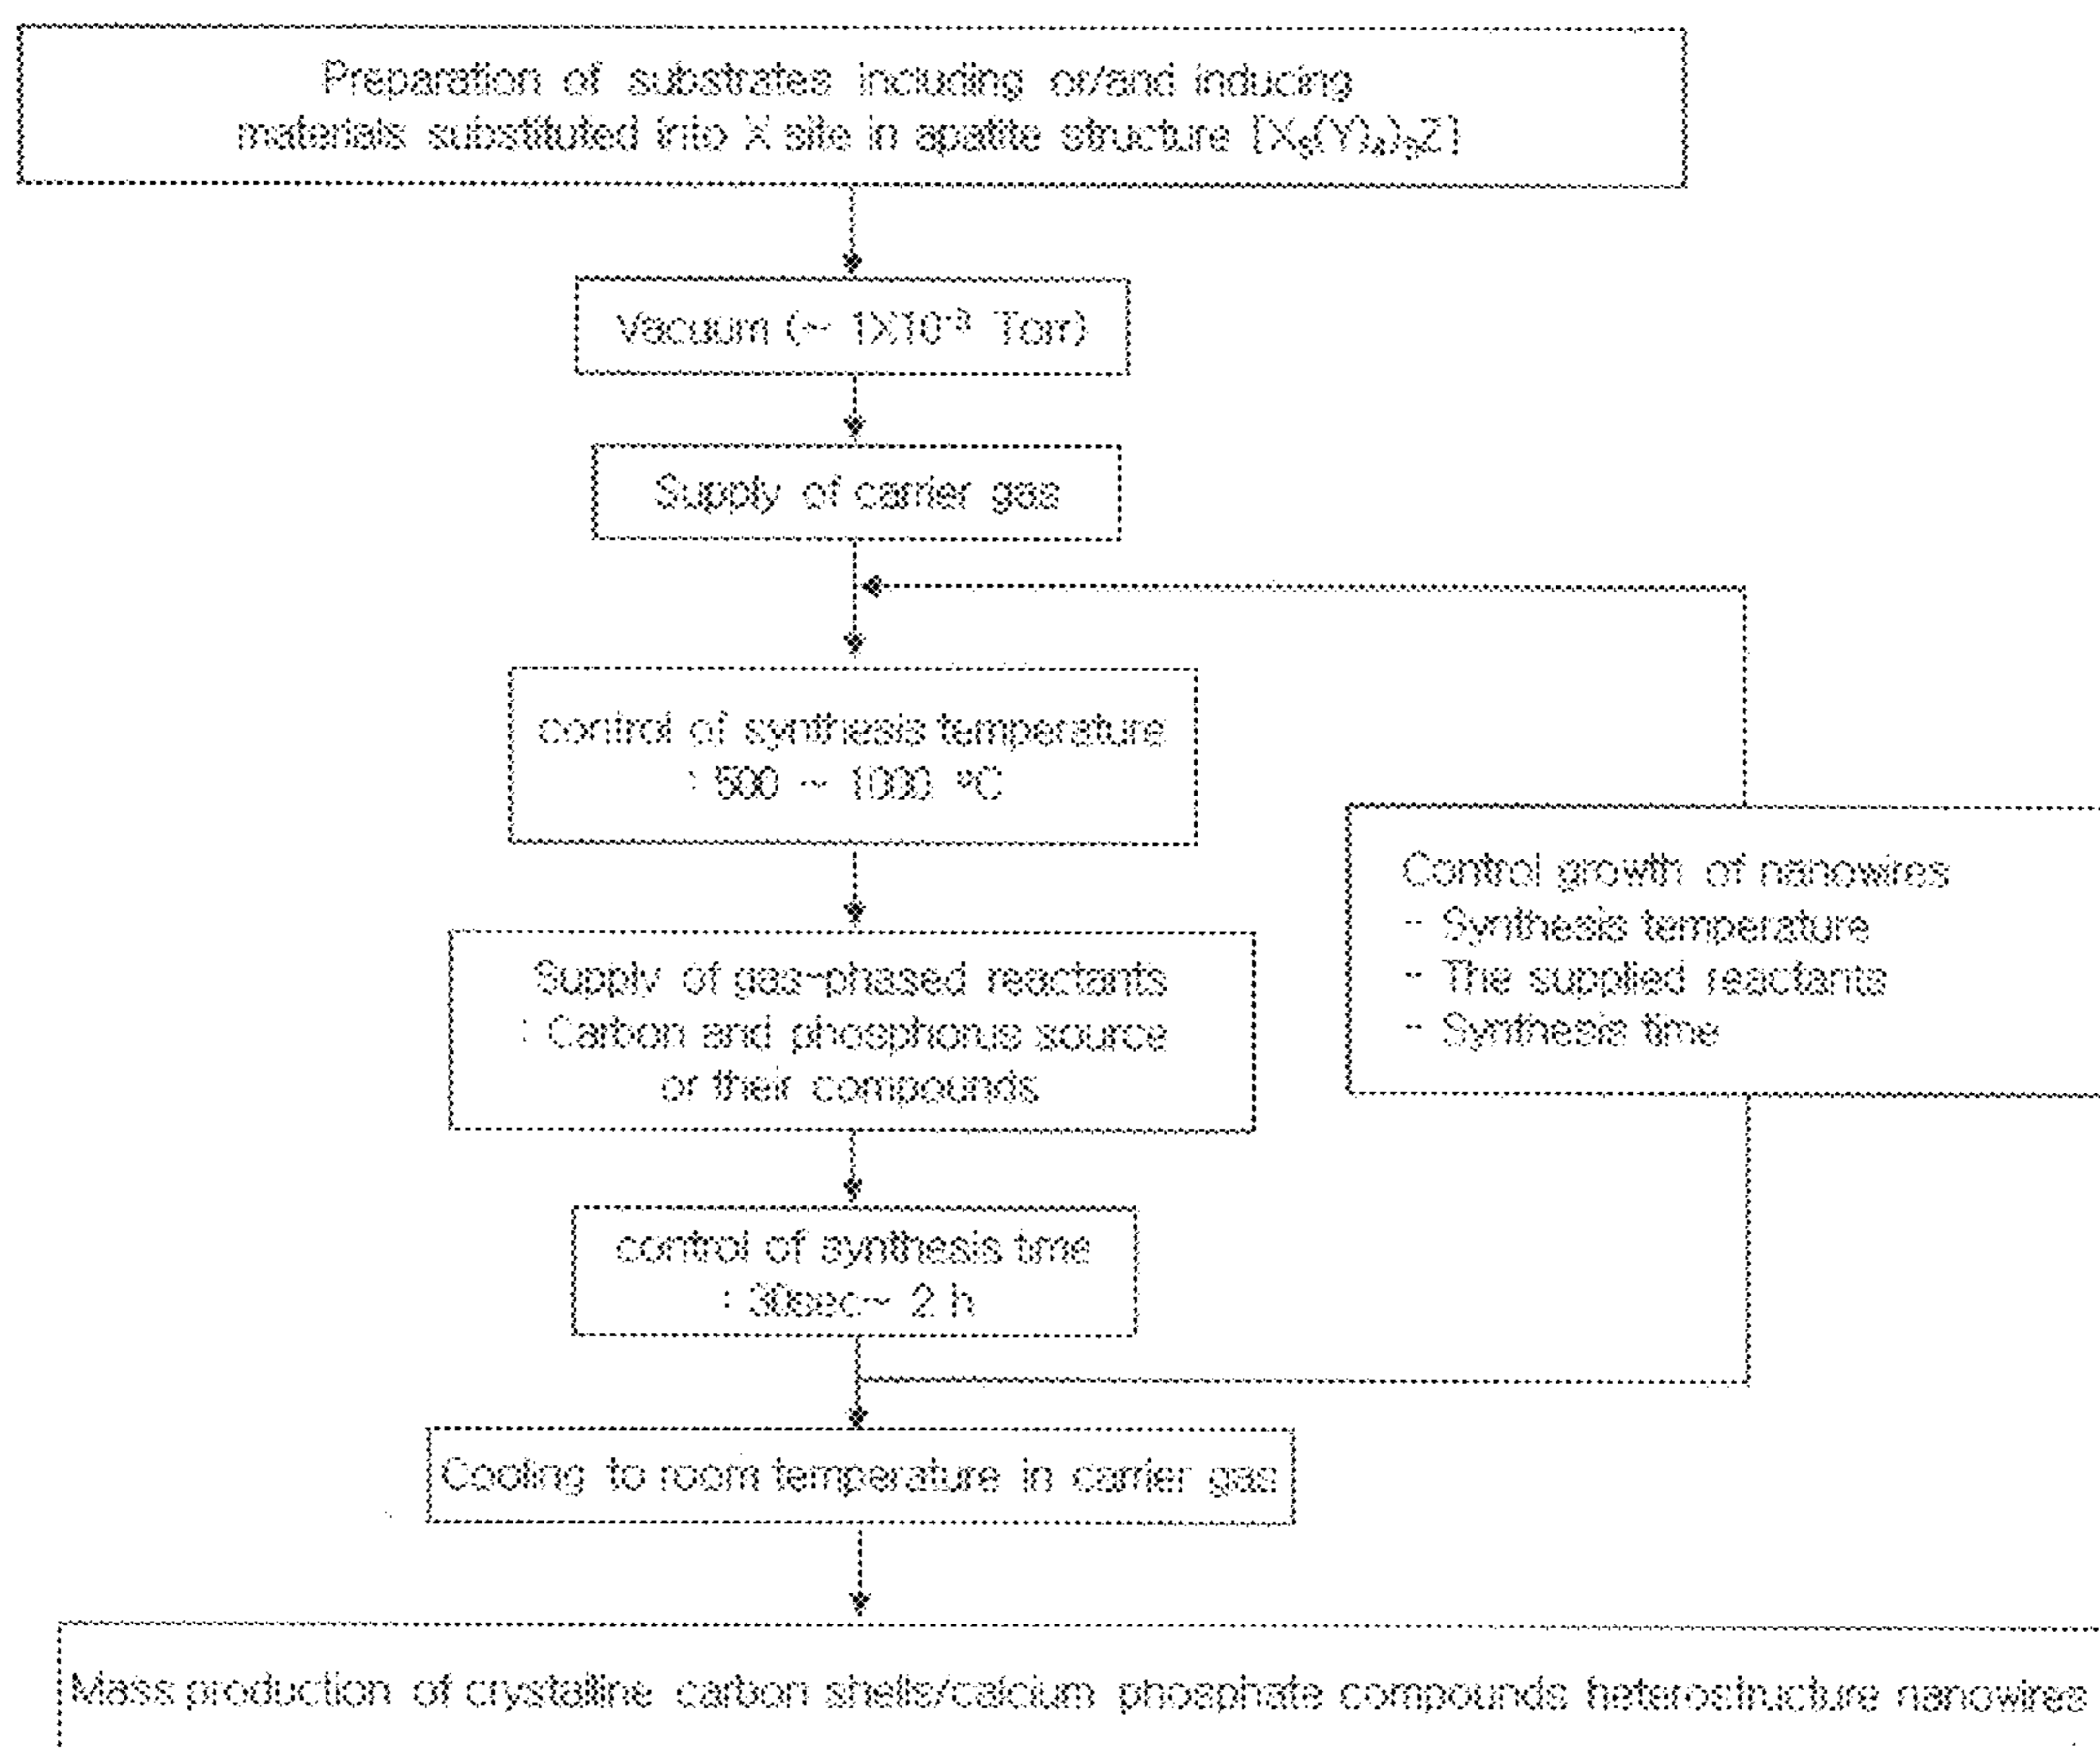 Preparation of substrates including or/and inducing
materials substituted into X site in apatite structure
Vacuum (~ Torr)
Supply of carrier gas
control of synthesis temperature
: 500 ~ 1000 ºC
Supply of gas-phased reactants
: Carbon and phosphorus source
or their compounds
Control growth of nanowires
- Synthesis temperature
- The supplied reactants
- Synthesis time
control of synthesis time
: 30sec~ 2 h
Cooling to room temperature in carrier gas
Mass production of crystalline carbon shells/calcium phosphate compounds heterostructure nanowires